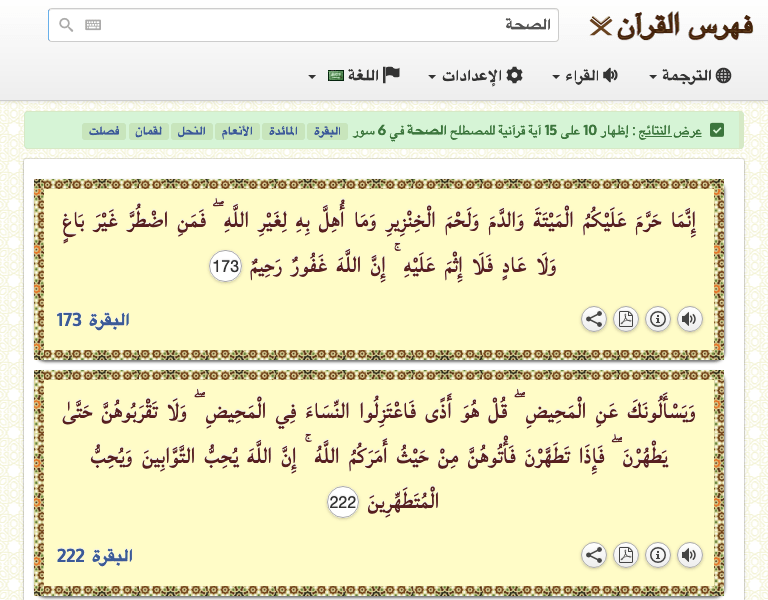 فهرس القرآن
الصحة
الترجمة القراء الإعدادات اللغة
عرض النتائج : إظهار 10 على 15 آية قرآنية للمصطلح الصحة في 6 سور البقرة المائدة الأنعام النحل لقمان فصلت
إِنَّمَا حَرَّمَ عَلَيْكُمُ الْمَيْتَةَ وَالدَّمَ وَلَحْمَ الْخِنْزِيرِ وَمَا أُهِلَّ بِهِ لِغَيْرِ اللَّهِ ۖ فَمَنِ اضْطُرَّ غَيْرَ بَاغٍ
وَلَا عَادٍ فَلَا إِثْمَ عَلَيْهِ ۚ إِنَّ اللَّهَ غَفُورٌ رَحِيمٌ 173
البقرة 173
وَيَسْأَلُونَكَ عَنِ الْمَحِيضِ ۖ قُلْ هُوَ أَذًى فَاعْتَزِلُوا النِّسَاءَ فِي الْمَحِيضِ ۖ وَلَا تَقْرَبُوهُنَّ حَتَّىٰ
يَطْهُرْنَ ۖ فَإِذَا تَطَهَّرْنَ فَأْتُوهُنَّ مِنْ حَيْثُ أَمَرَكُمُ اللَّهُ ۚ إِنَّ اللَّهَ يُحِبُّ التَّوَّابِينَ وَيُحِبُّ
الْمُتَطَهِّرِينَ 222
البقرة 222